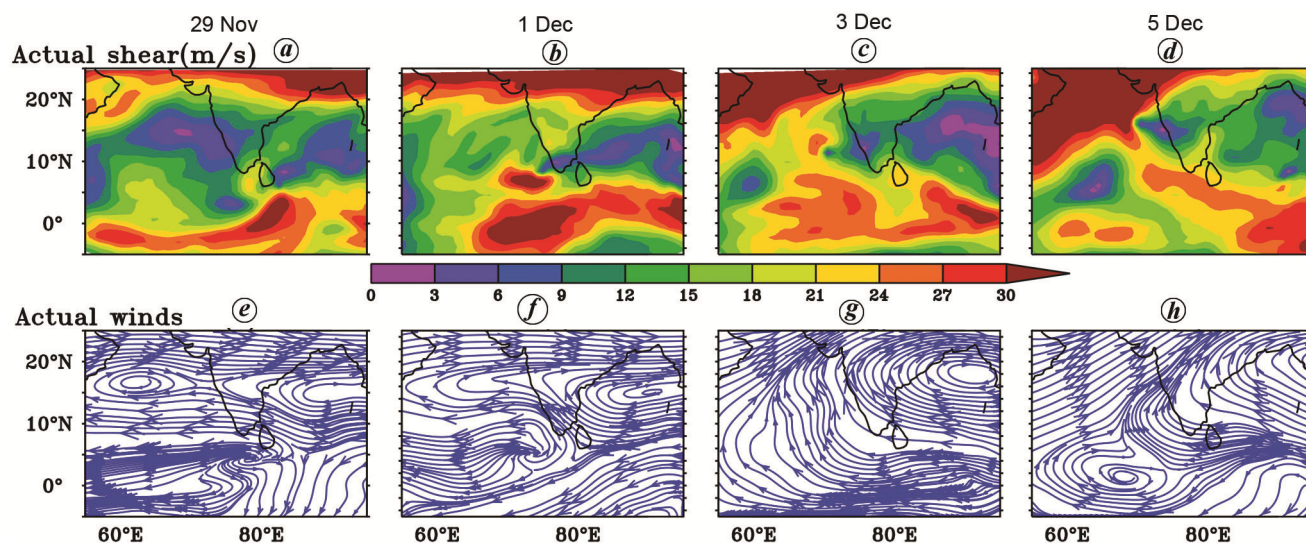 29 Nov 1 Dec 3 Dec 5 Dec
Actual shear(m/s) a b c d
20°N
10°N
0°
0 3 6 9 12 15 18 21 24 27 30
Actual winds e f g h
20°N
10°N
0°
60°E 80°E 60°E 80°E 60°E 80°E 60°E 80°E